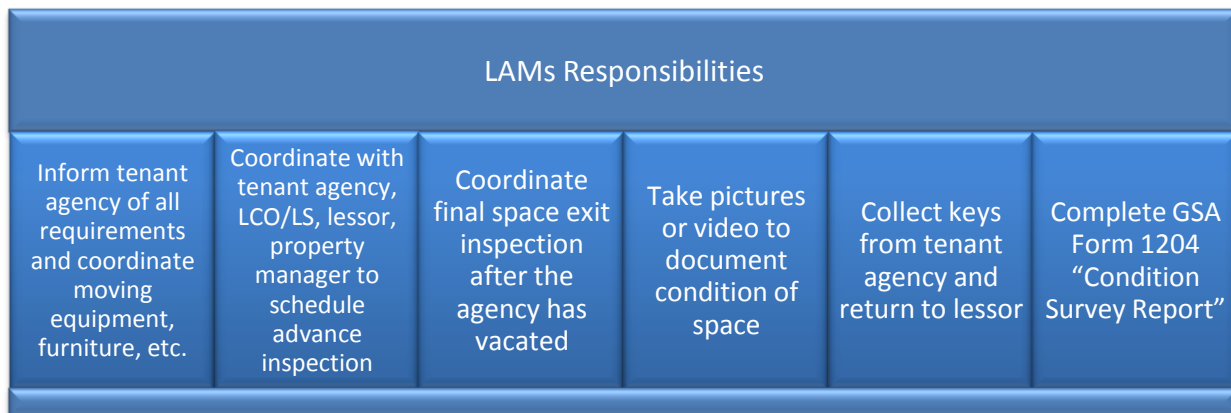 LAMs Responsibilities
Inform tenant
agency of all
requirements
and coordinate
moving
equipment,
furniture, etc.
Coordinate with
tenant agency,
LCO/LS, lessor,
property
manager to
schedule
advance
inspection
Coordinate
final space exit
inspection
after the
agency has
vacated
Take pictures
or video to
document
condition of
space
Collect keys
from tenant
agency and
return to lessor
Complete GSA
Form 1204
“Condition
Survey Report”